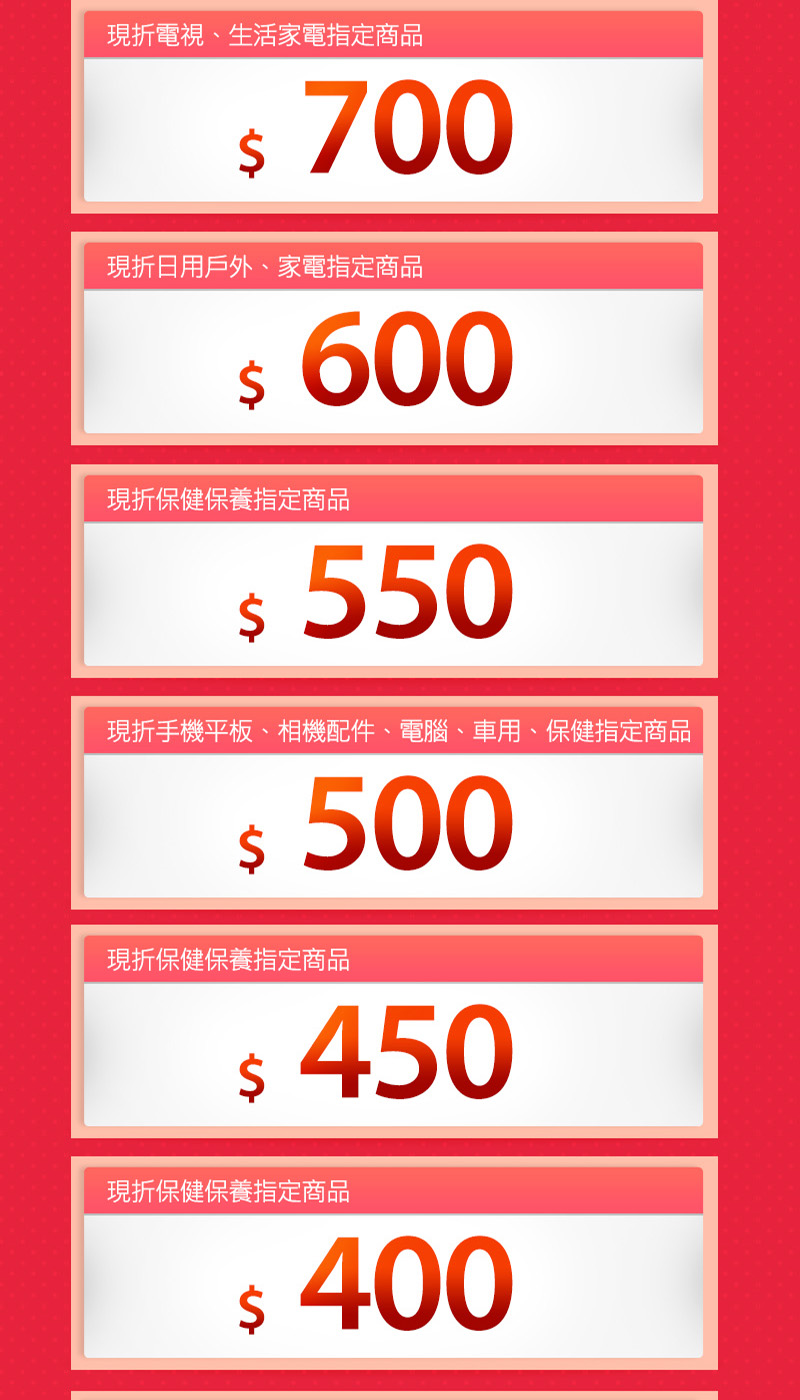 現折電視、生活家電指定商品
$ 700
現折日用戶外、家電指定商品
$ 600
現折保健保養指定商品
$ 550
現折手機平板、相機配件、電腦、車用、保健指定商品
$ 500
現折保健保養指定商品
$ 450
現折保健保養指定商品
$ 400